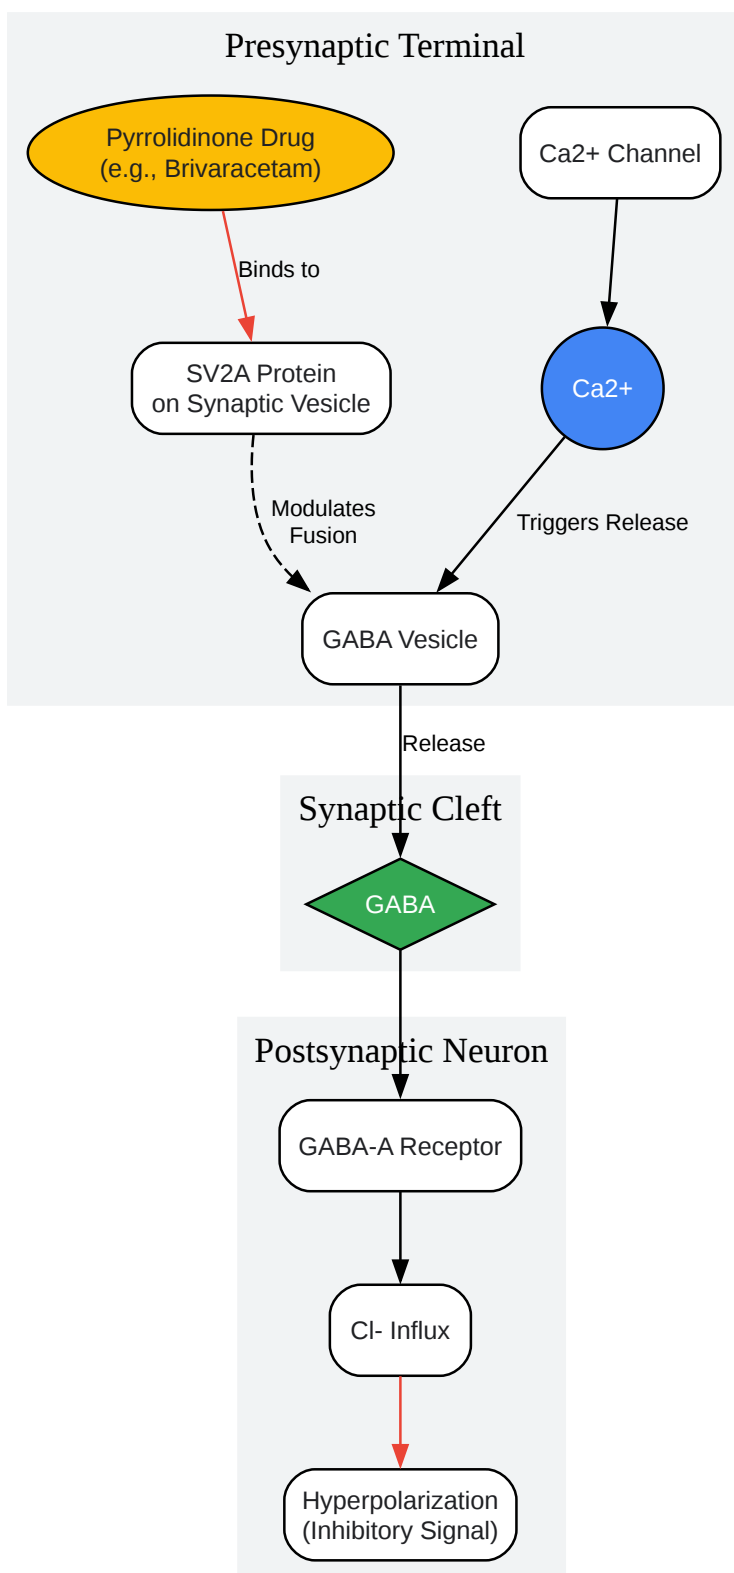 Presynaptic Terminal
Pyrrolidinone Drug
(e.g., Brivaracetam)
Ca2+ Channel
Binds to
SV2A Protein
on Synaptic Vesicle
Ca2+
Modulates
Fusion
Triggers Release
GABA Vesicle
Release
Synaptic Cleft
GABA
Postsynaptic Neuron
GABA-A Receptor
Cl- Influx
Hyperpolarization
(Inhibitory Signal)